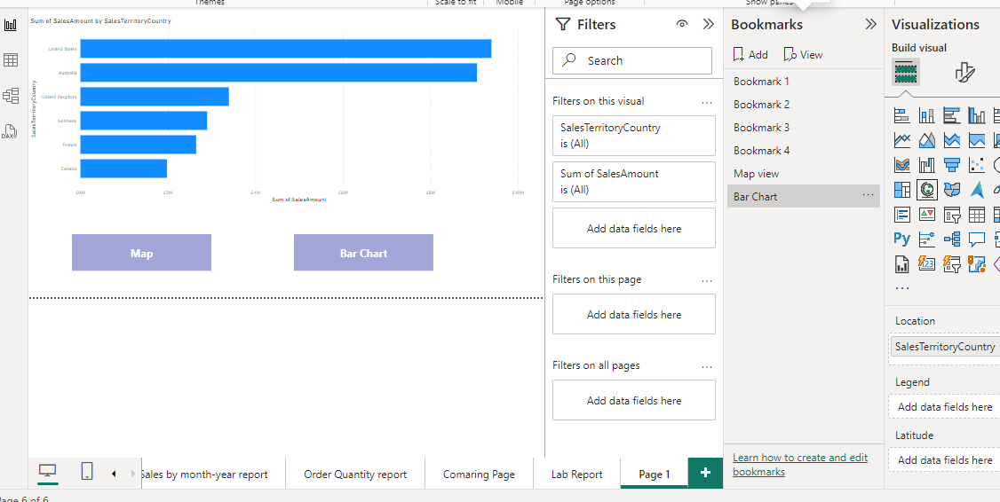 Themes
Scale to fit
Mobile
Page options
Show panes
Sum of SalesAmount by SalesTerritoryCountry
SalesTerritoryCountry
United States
Australia
United Kingdom
Germany
France
Canada
£0M
£2M
£4M
£6M
£8M
£10M
Sum of SalesAmount
Map
Bar Chart
Filters
Search
Filters on this visual
SalesTerritoryCountry
is (All)
Sum of SalesAmount
is (All)
Add data fields here
Filters on this page
Add data fields here
Filters on all pages
Add data fields here
Bookmarks
Add
View
Bookmark 1
Bookmark 2
Bookmark 3
Bookmark 4
Map view
Bar Chart
Learn how to create and edit
bookmarks
Visualizations
Build visual
Py
123
Location
SalesTerritoryCountry
Legend
Add data fields here
Latitude
Add data fields here
DAX
Sales by month-year report
Order Quantity report
Comaring Page
Lab Report
Page 1
Page 6 of 6